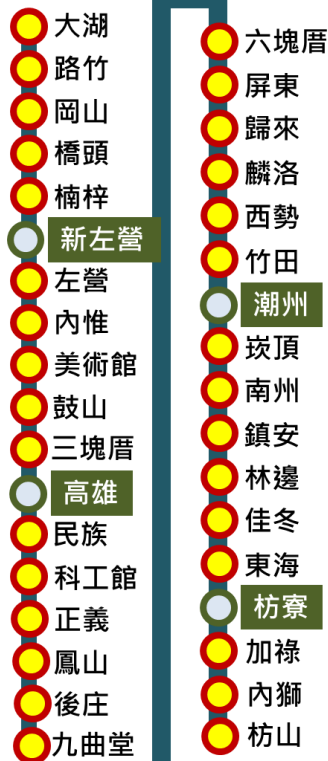 大湖
路竹
岡山
橋頭
楠梓
新左營
左營
內惟
美術館
鼓山
三塊厝
高雄
民族
科工館
正義
鳳山
後庄
九曲堂
六塊厝
屏東
歸來
麟洛
西勢
竹田
潮州
崁頂
南州
鎮安
林邊
佳冬
東海
枋寮
加祿
內獅
枋山